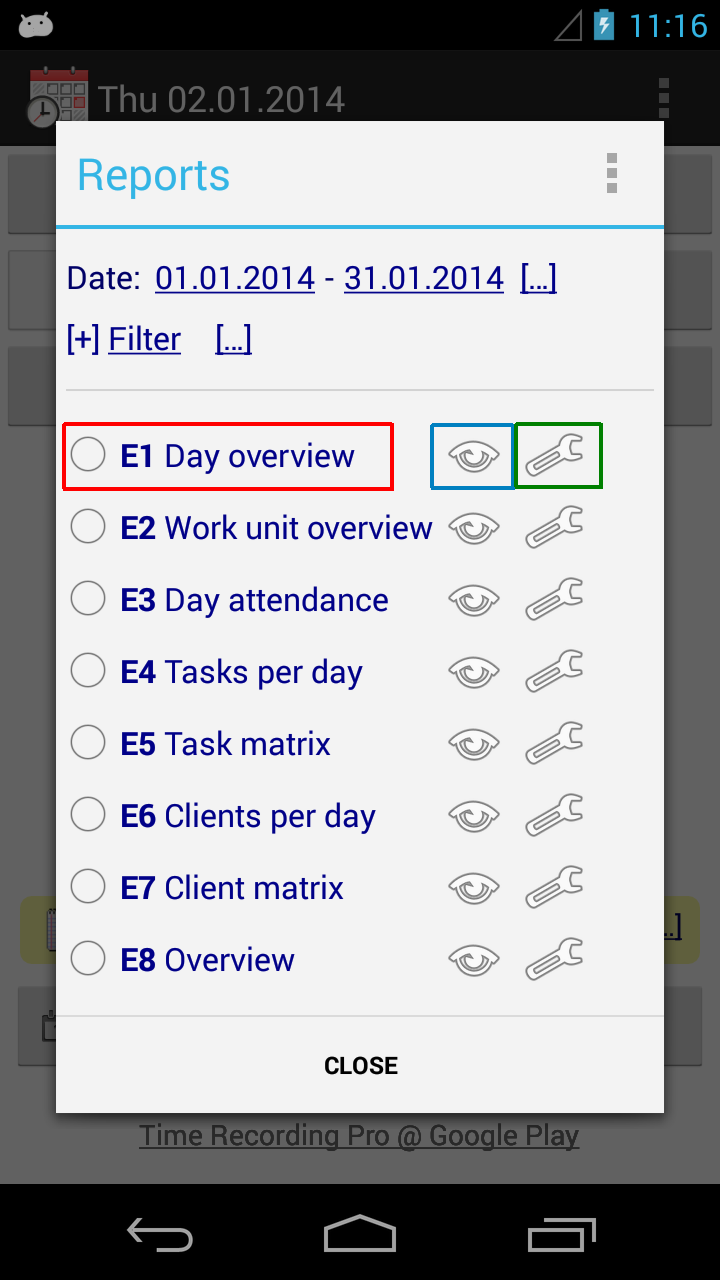 11:16
Thu 02.01.2014
Reports
Date: 01.01.2014 - 31.01.2014 [...]
[+] Filter [...]
E1 Day overview
E2 Work unit overview
E3 Day attendance
E4 Tasks per day
E5 Task matrix
E6 Clients per day
E7 Client matrix
..]
E8 Overview
CLOSE
Time Recording Pro @ Google Play